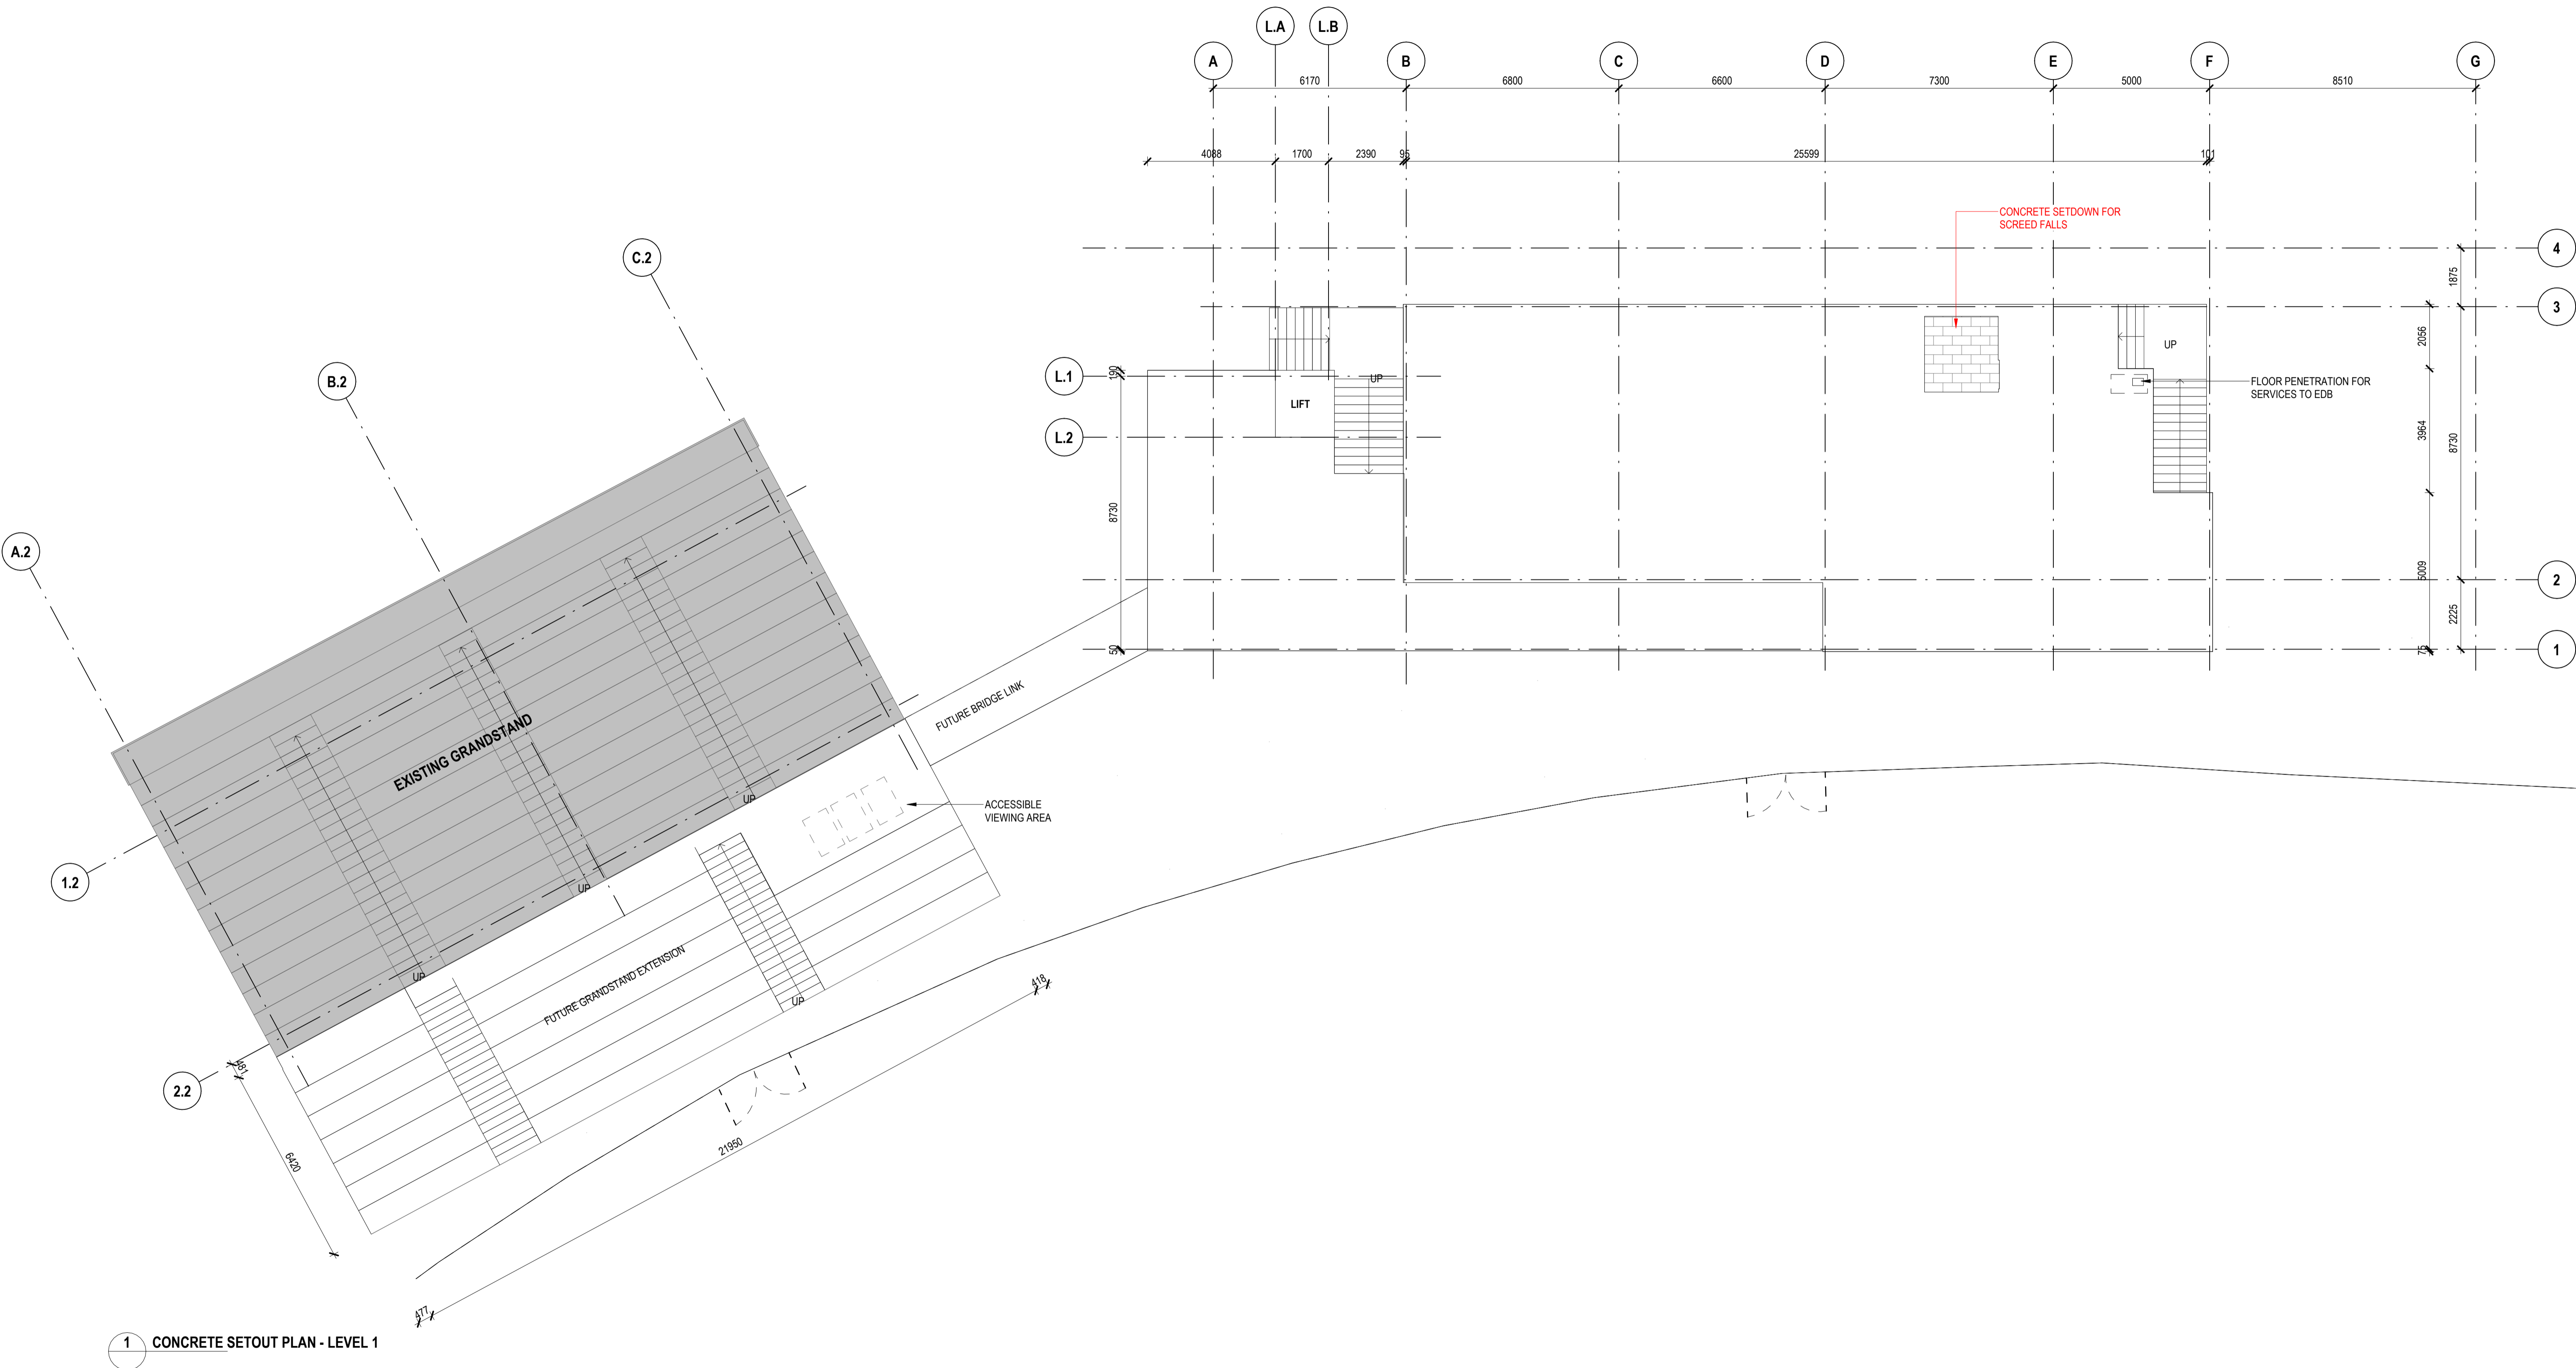 L.A
L.B
A
B
C
D
E
F
G
6170
6800
6600
7300
5000
8510
4088
1700
2390
95
25599
101
CONCRETE SETDOWN FOR
SCREED FALLS
C.2
4
1875
3
2056
UP
B.2
190
L.1
UP
FLOOR PENETRATION FOR
SERVICES TO EDB
LIFT
L.2
3964
8730
8730
A.2
5009
2
2225
50
75
1
FUTURE BRIDGE LINK
EXISTING GRANDSTAND
UP
ACCESSIBLE
VIEWING AREA
1.2
UP
UP
FUTURE GRANDSTAND EXTENSION
UP
418
481
2.2
21950
6420
477
1
CONCRETE SETOUT PLAN - LEVEL 1